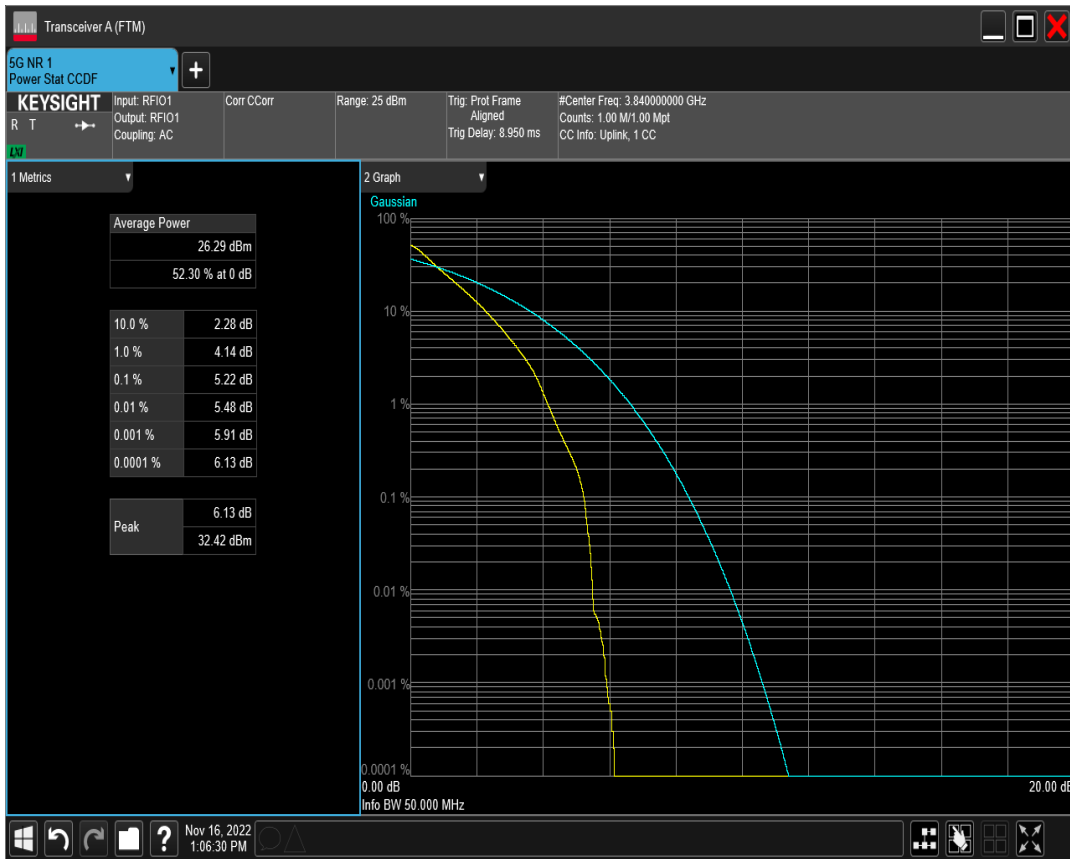 Transceiver A (FTM)
5G NR 1
Power Stat CCDF
+
KEYSIGHT
R T
LXI
Input: RFIO1
Output: RFIO1
Coupling: AC
Corr CCorr
Range: 25 dBm
Trig: Prot Frame
Aligned
Trig Delay: 8.950 ms
#Center Freq: 3.840000000 GHz
Counts: 1.00 M/1.00 Mpt
CC Info: Uplink, 1 CC
1 Metrics
Average Power
26.29 dBm
52.30 % at 0 dB
10.0 % 2.28 dB
1.0 % 4.14 dB
0.1 % 5.22 dB
0.01 % 5.48 dB
0.001 % 5.91 dB
0.0001 % 6.13 dB
Peak
6.13 dB
32.42 dBm
2 Graph
Gaussian
100 %
10 %
1 %
0.1 %
0.01 %
0.001 %
0.0001 %
0.00 dB
20.00 dB
Info BW 50.000 MHz
?
Nov 16, 2022
1:06:30 PM